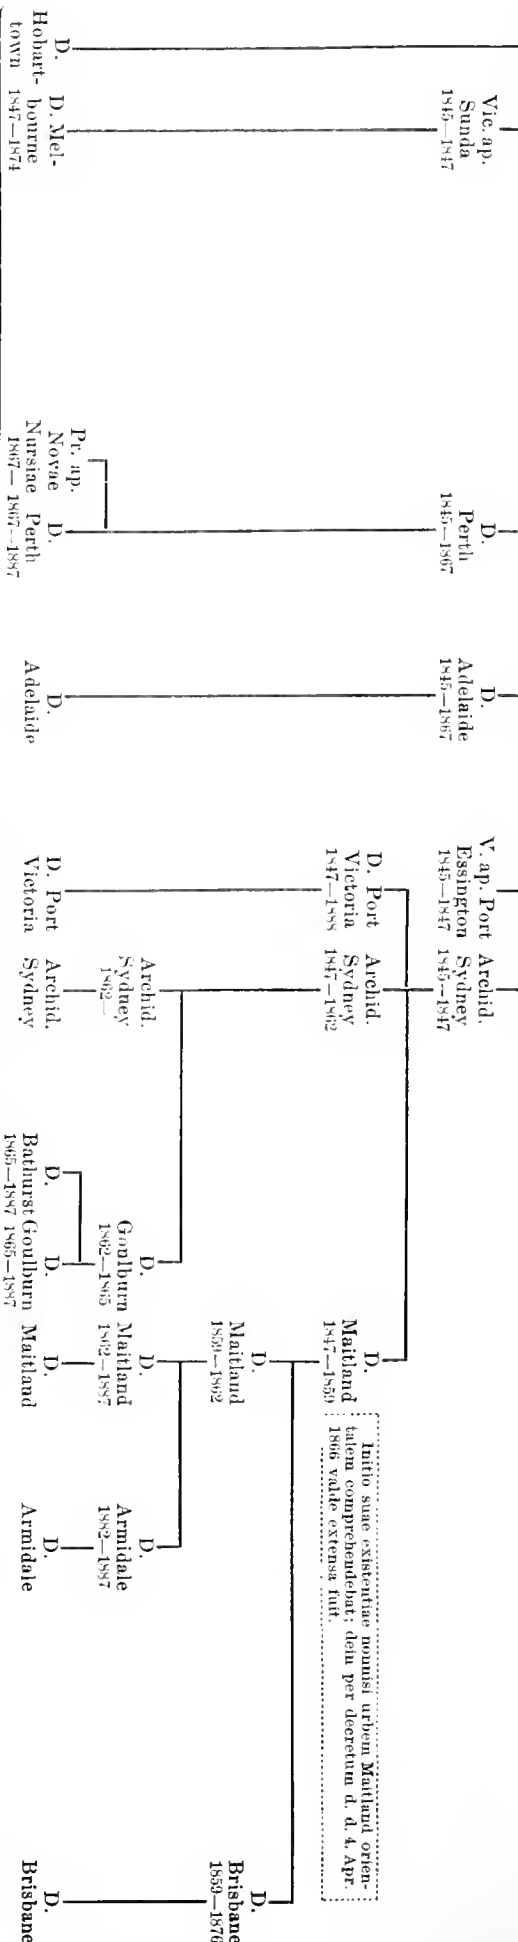 Vic. ap.
Sunda
1845—1847
D.
Perth
1845—1867
D.
Adelaide
1845—1867
V. ap. Port
Essington
1845—1847
Archid.
Sydney
1845—1847
D. Port
Victoria
1847—1888
Archid.
Sydney
1847—1862
D.
Maitland
1847—1859
Initio suae existentiae nonnisi urbem Maitland orien-
talem comprehendebat; dein per decretum d. d. 4. Apr.
1866 valde extensa fuit.
D.
Maitland
1859—1862
D.
Brisbane
1859—1876
Archid.
Sydney
1862—
D.
Goulburn
1862—1865
D.
Maitland
1862—1887
D.
Armidale
1882—1887
D.
Hobart-
town
D. Mel-
bourne
1847—1874
Pr. ap.
Novae
Nursiae
1867—
D.
Perth
1867—1887
D.
Adelaide
D. Port
Victoria
Archid.
Sydney
D.
Bathurst
1865—1887
D.
Goulburn
1865—1887
D.
Maitland
D.
Armidale
D.
Brisbane